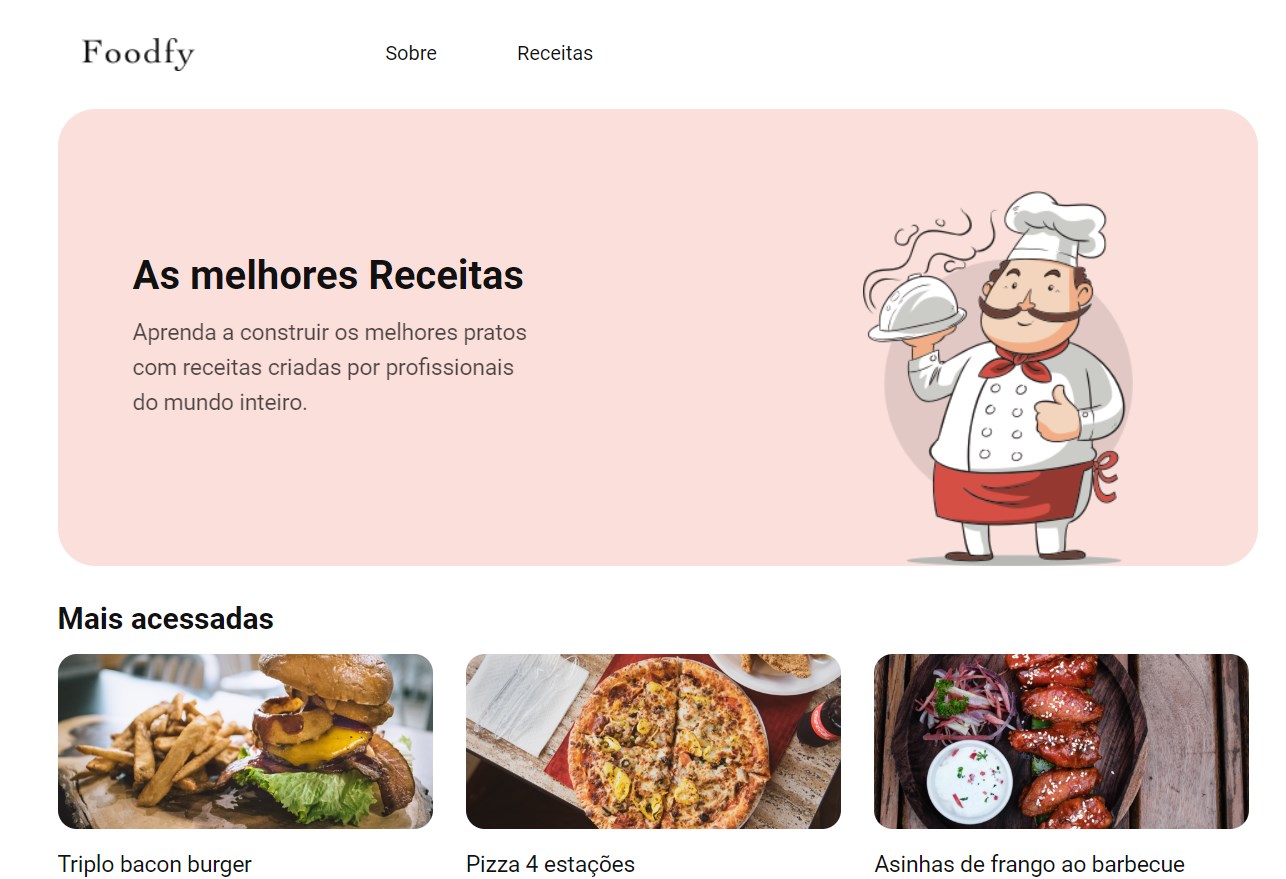 Foodfy
Sobre
Receitas
As melhores Receitas
Aprenda a construir os melhores pratos
com receitas criadas por profissionais
do mundo inteiro.
Mais acessadas
Triplo bacon burger
Pizza 4 estações
Asinhas de frango ao barbecue